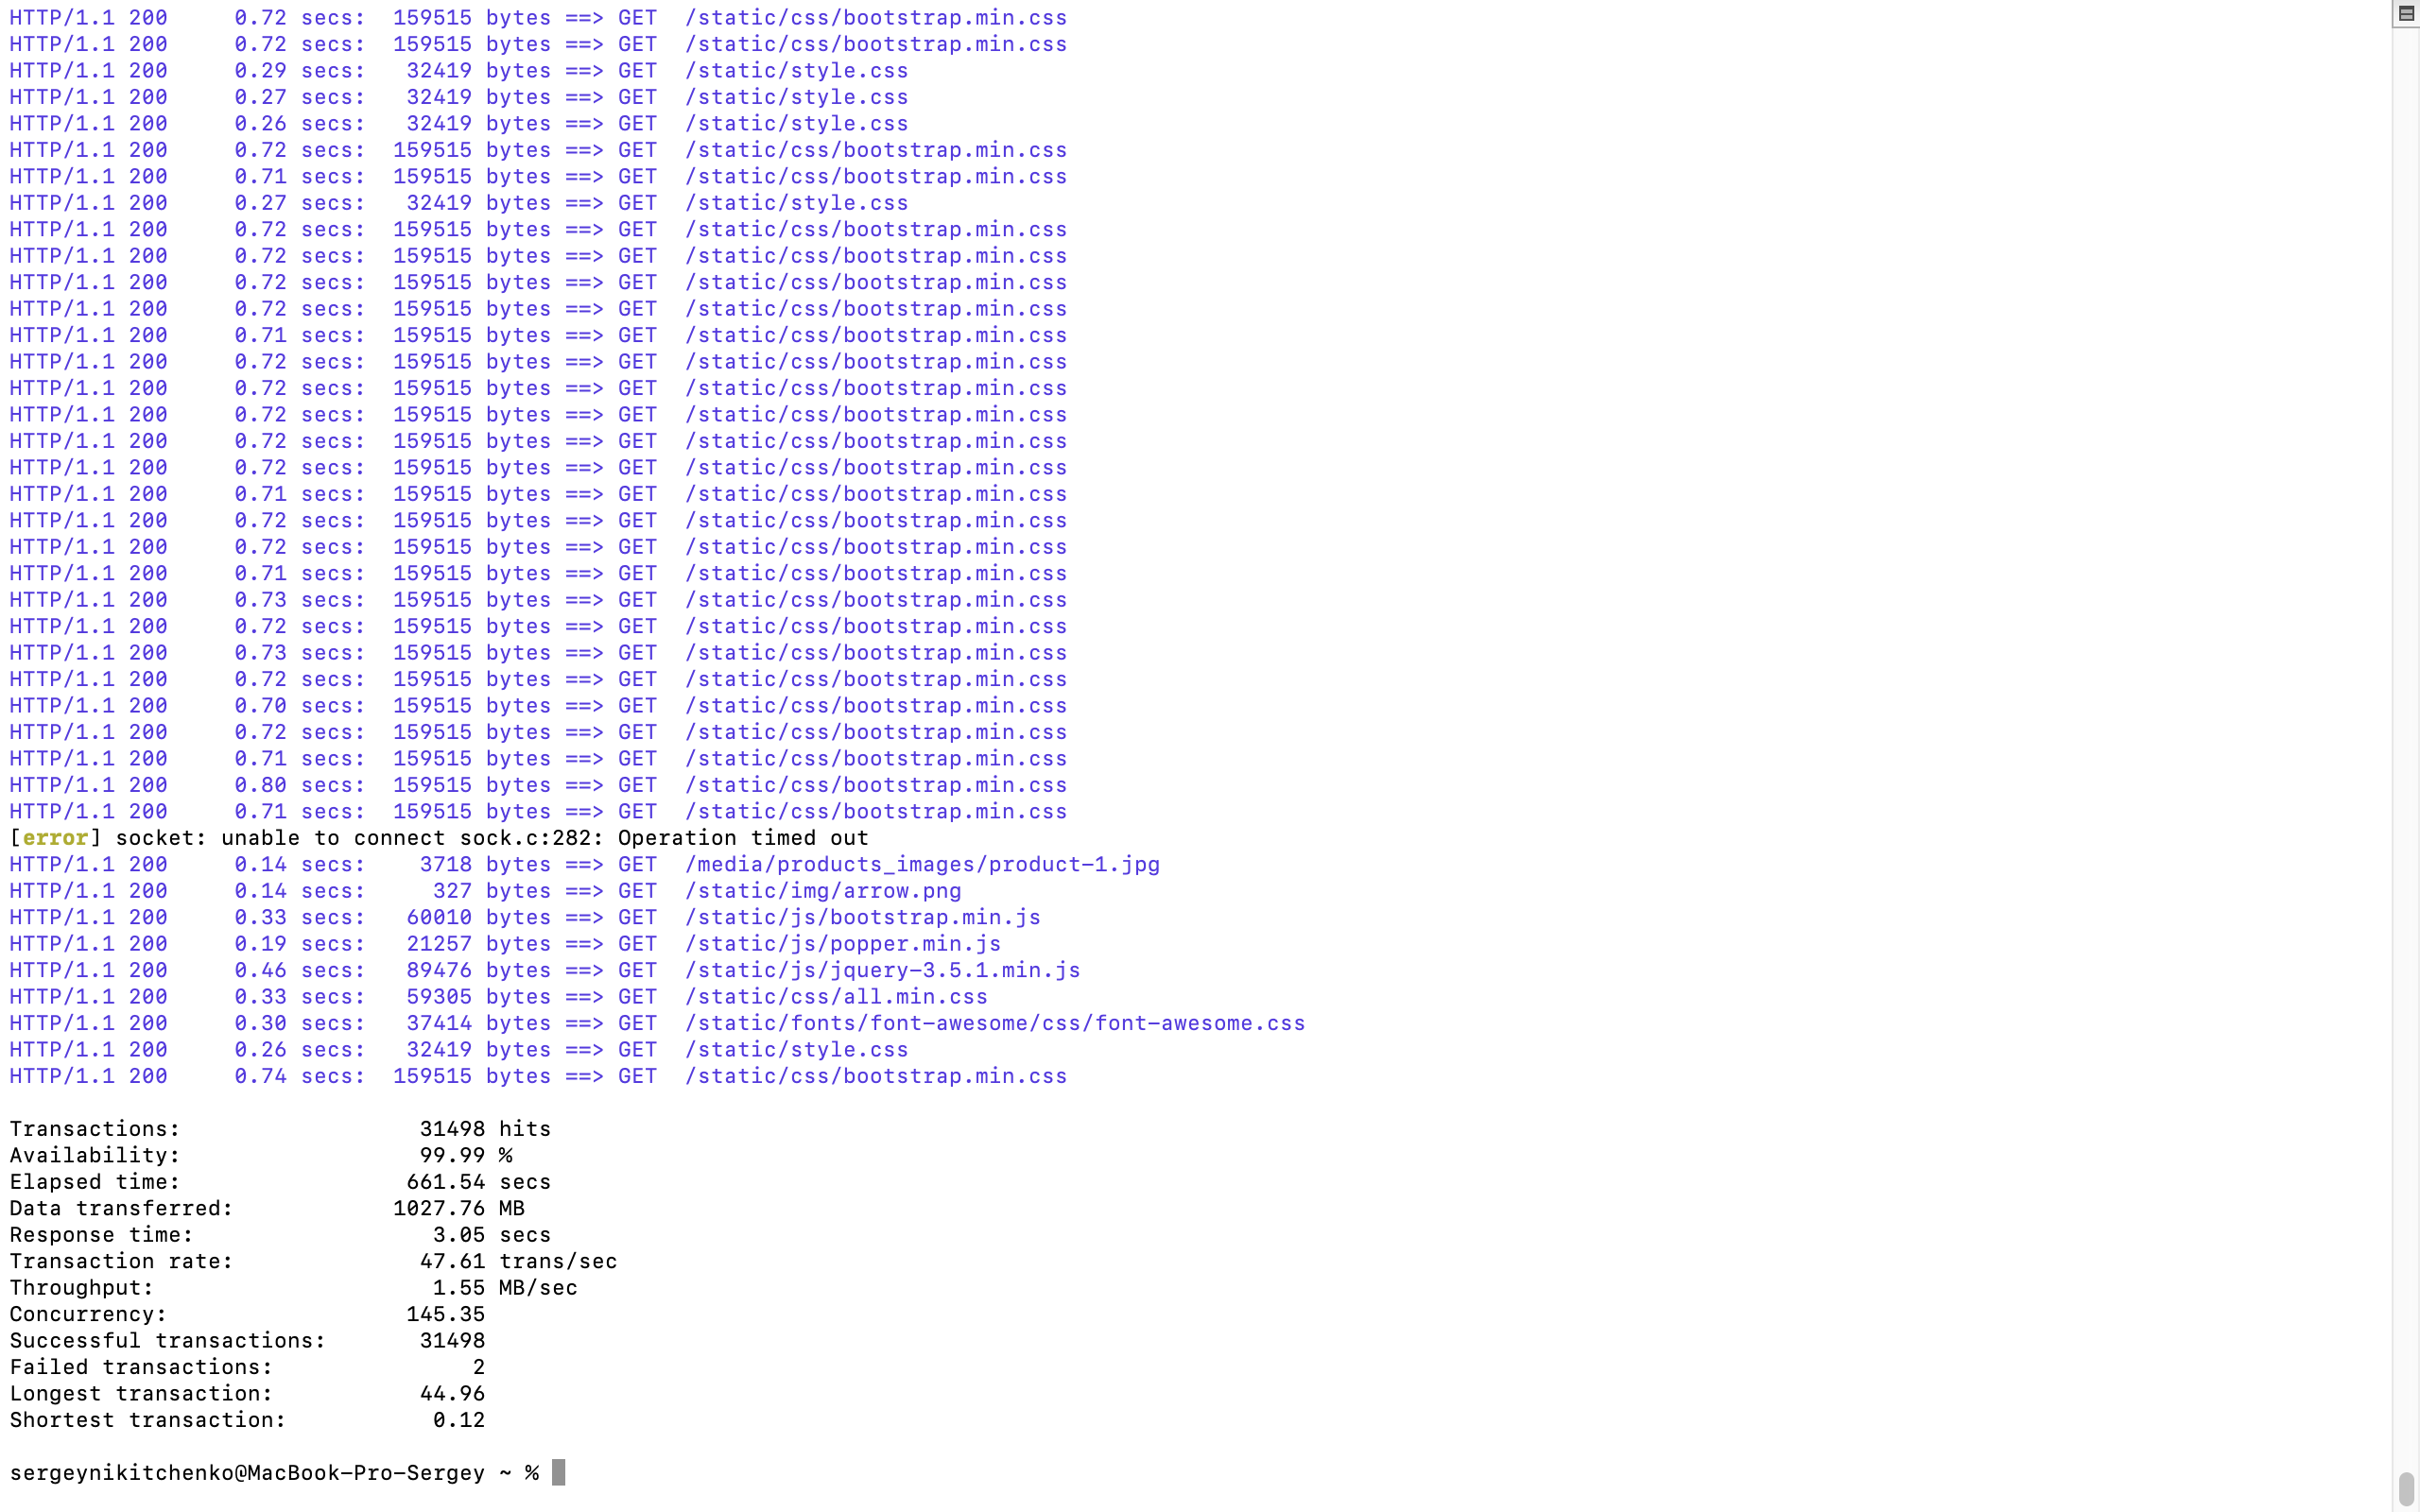 HTTP/1.1 200     0.72 secs:  159515 bytes ==> GET  /static/css/bootstrap.min.css
HTTP/1.1 200     0.72 secs:  159515 bytes ==> GET  /static/css/bootstrap.min.css
HTTP/1.1 200     0.29 secs:   32419 bytes ==> GET  /static/style.css
HTTP/1.1 200     0.27 secs:   32419 bytes ==> GET  /static/style.css
HTTP/1.1 200     0.26 secs:   32419 bytes ==> GET  /static/style.css
HTTP/1.1 200     0.72 secs:  159515 bytes ==> GET  /static/css/bootstrap.min.css
HTTP/1.1 200     0.71 secs:  159515 bytes ==> GET  /static/css/bootstrap.min.css
HTTP/1.1 200     0.27 secs:   32419 bytes ==> GET  /static/style.css
HTTP/1.1 200     0.72 secs:  159515 bytes ==> GET  /static/css/bootstrap.min.css
HTTP/1.1 200     0.72 secs:  159515 bytes ==> GET  /static/css/bootstrap.min.css
HTTP/1.1 200     0.72 secs:  159515 bytes ==> GET  /static/css/bootstrap.min.css
HTTP/1.1 200     0.72 secs:  159515 bytes ==> GET  /static/css/bootstrap.min.css
HTTP/1.1 200     0.71 secs:  159515 bytes ==> GET  /static/css/bootstrap.min.css
HTTP/1.1 200     0.72 secs:  159515 bytes ==> GET  /static/css/bootstrap.min.css
HTTP/1.1 200     0.72 secs:  159515 bytes ==> GET  /static/css/bootstrap.min.css
HTTP/1.1 200     0.72 secs:  159515 bytes ==> GET  /static/css/bootstrap.min.css
HTTP/1.1 200     0.72 secs:  159515 bytes ==> GET  /static/css/bootstrap.min.css
HTTP/1.1 200     0.72 secs:  159515 bytes ==> GET  /static/css/bootstrap.min.css
HTTP/1.1 200     0.71 secs:  159515 bytes ==> GET  /static/css/bootstrap.min.css
HTTP/1.1 200     0.72 secs:  159515 bytes ==> GET  /static/css/bootstrap.min.css
HTTP/1.1 200     0.72 secs:  159515 bytes ==> GET  /static/css/bootstrap.min.css
HTTP/1.1 200     0.71 secs:  159515 bytes ==> GET  /static/css/bootstrap.min.css
HTTP/1.1 200     0.73 secs:  159515 bytes ==> GET  /static/css/bootstrap.min.css
HTTP/1.1 200     0.72 secs:  159515 bytes ==> GET  /static/css/bootstrap.min.css
HTTP/1.1 200     0.73 secs:  159515 bytes ==> GET  /static/css/bootstrap.min.css
HTTP/1.1 200     0.72 secs:  159515 bytes ==> GET  /static/css/bootstrap.min.css
HTTP/1.1 200     0.70 secs:  159515 bytes ==> GET  /static/css/bootstrap.min.css
HTTP/1.1 200     0.72 secs:  159515 bytes ==> GET  /static/css/bootstrap.min.css
HTTP/1.1 200     0.71 secs:  159515 bytes ==> GET  /static/css/bootstrap.min.css
HTTP/1.1 200     0.80 secs:  159515 bytes ==> GET  /static/css/bootstrap.min.css
HTTP/1.1 200     0.71 secs:  159515 bytes ==> GET  /static/css/bootstrap.min.css
[error] socket: unable to connect sock.c:282: Operation timed out
HTTP/1.1 200     0.14 secs:    3718 bytes ==> GET  /media/products_images/product-1.jpg
HTTP/1.1 200     0.14 secs:     327 bytes ==> GET  /static/img/arrow.png
HTTP/1.1 200     0.33 secs:   60010 bytes ==> GET  /static/js/bootstrap.min.js
HTTP/1.1 200     0.19 secs:   21257 bytes ==> GET  /static/js/popper.min.js
HTTP/1.1 200     0.46 secs:   89476 bytes ==> GET  /static/js/jquery-3.5.1.min.js
HTTP/1.1 200     0.33 secs:   59305 bytes ==> GET  /static/css/all.min.css
HTTP/1.1 200     0.30 secs:   37414 bytes ==> GET  /static/fonts/font-awesome/css/font-awesome.css
HTTP/1.1 200     0.26 secs:   32419 bytes ==> GET  /static/style.css
HTTP/1.1 200     0.74 secs:  159515 bytes ==> GET  /static/css/bootstrap.min.css
Transactions:                  31498 hits
Availability:                  99.99 %
Elapsed time:                 661.54 secs
Data transferred:            1027.76 MB
Response time:                  3.05 secs
Transaction rate:              47.61 trans/sec
Throughput:                     1.55 MB/sec
Concurrency:                  145.35
Successful transactions:       31498
Failed transactions:               2
Longest transaction:           44.96
Shortest transaction:           0.12
sergeynikitchenko@MacBook-Pro-Sergey ~ %